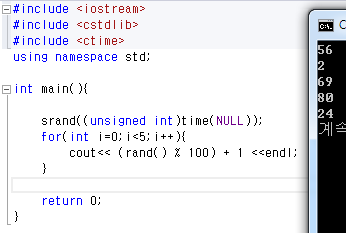 #include <iostream>
#include <cstdlib>
#include <ctime>
using namespace std;
int main(){
srand((unsigned int)time(NULL));
for(int i=0;i<5;i++){
cout<< (rand() % 100) + 1 <<endl;
}
return 0;
}
C:\.
56
2
69
80
24
계속